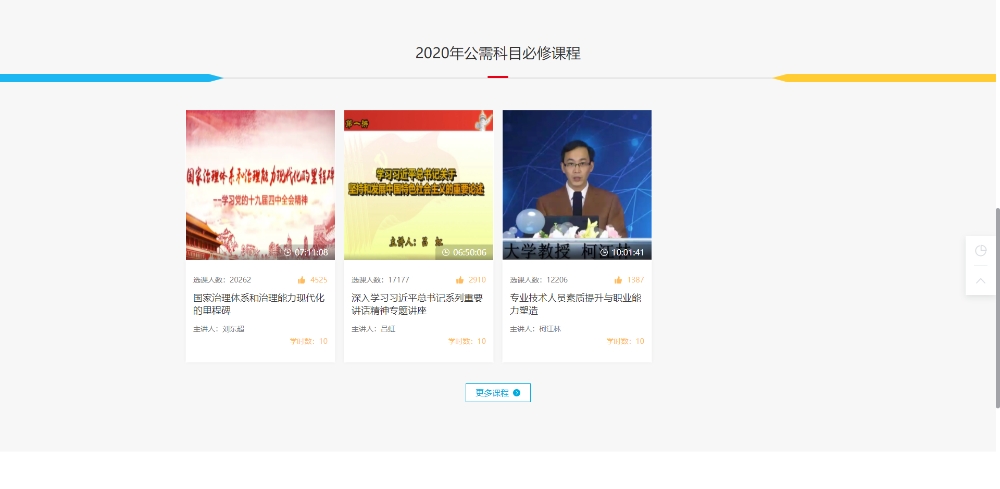 2020年公需科目必修课程
国家治理体系和治理能力现代化的里程碑
--学习党的十九届四中全会精神
07:11:08
选课人数：20262
4525
国家治理体系和治理能力现代化
的里程碑
主讲人：刘东超
学时数：10
第一讲
学习习近平总书记关于
坚持和发展中国特色社会主义的重要论述
主讲人：吕 虹
06:50:06
选课人数：17177
2910
深入学习习近平总书记系列重要
讲话精神专题讲座
主讲人：吕虹
学时数：10
大学教授 柯江林
10:01:41
选课人数：12206
1387
专业技术人员素质提升与职业能
力塑造
主讲人：柯江林
学时数：10
更多课程